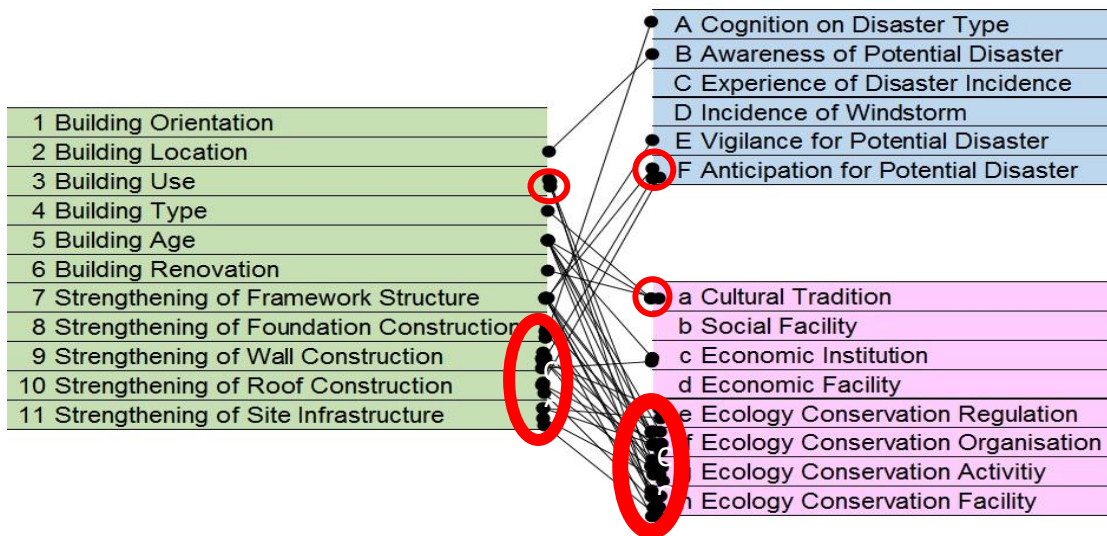 1 Building Orientation
2 Building Location
3 Building Use
4 Building Type
5 Building Age
6 Building Renovation
7 Strengthening of Framework Structure
8 Strengthening of Foundation Construction
9 Strengthening of Wall Construction
10 Strengthening of Roof Construction
11 Strengthening of Site Infrastructure
A Cognition on Disaster Type
B Awareness of Potential Disaster
C Experience of Disaster Incidence
D Incidence of Windstorm
E Vigilance for Potential Disaster
F Anticipation for Potential Disaster
a Cultural Tradition
b Social Facility
c Economic Institution
d Economic Facility
e Ecology Conservation Regulation
f Ecology Conservation Organisation
Ecology Conservation Activitiy
Ecology Conservation Facility